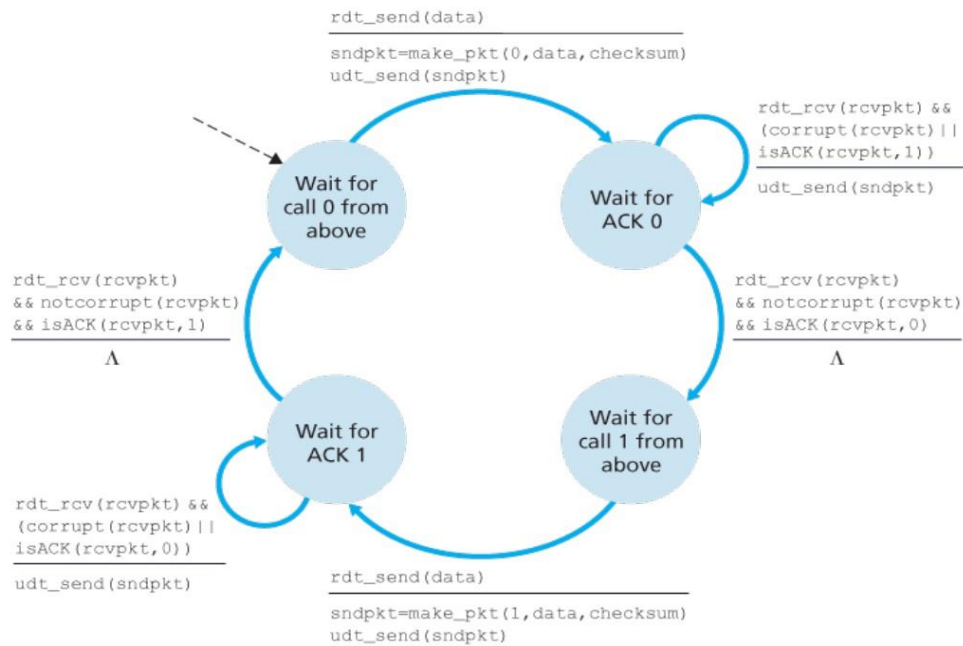 rdt_send(data)
sndpkt=make_pkt(0,data,checksum)
udt_send(sndpkt)
rdt_rcv(rcvpkt) &&
(corrupt(rcvpkt)||
isACK(rcvpkt,1))
udt_send(sndpkt)
Wait for
call 0 from
above
Wait for
ACK 0
rdt_rcv(rcvpkt)
&& notcorrupt(rcvpkt)
&& isACK(rcvpkt,1)
Λ
rdt_rcv(rcvpkt)
&& notcorrupt(rcvpkt)
&& isACK(rcvpkt,0)
Λ
Wait for
ACK 1
Wait for
call 1 from
above
rdt_rcv(rcvpkt) &&
(corrupt(rcvpkt)||
isACK(rcvpkt,0))
udt_send(sndpkt)
rdt_send(data)
sndpkt=make_pkt(1,data,checksum)
udt_send(sndpkt)